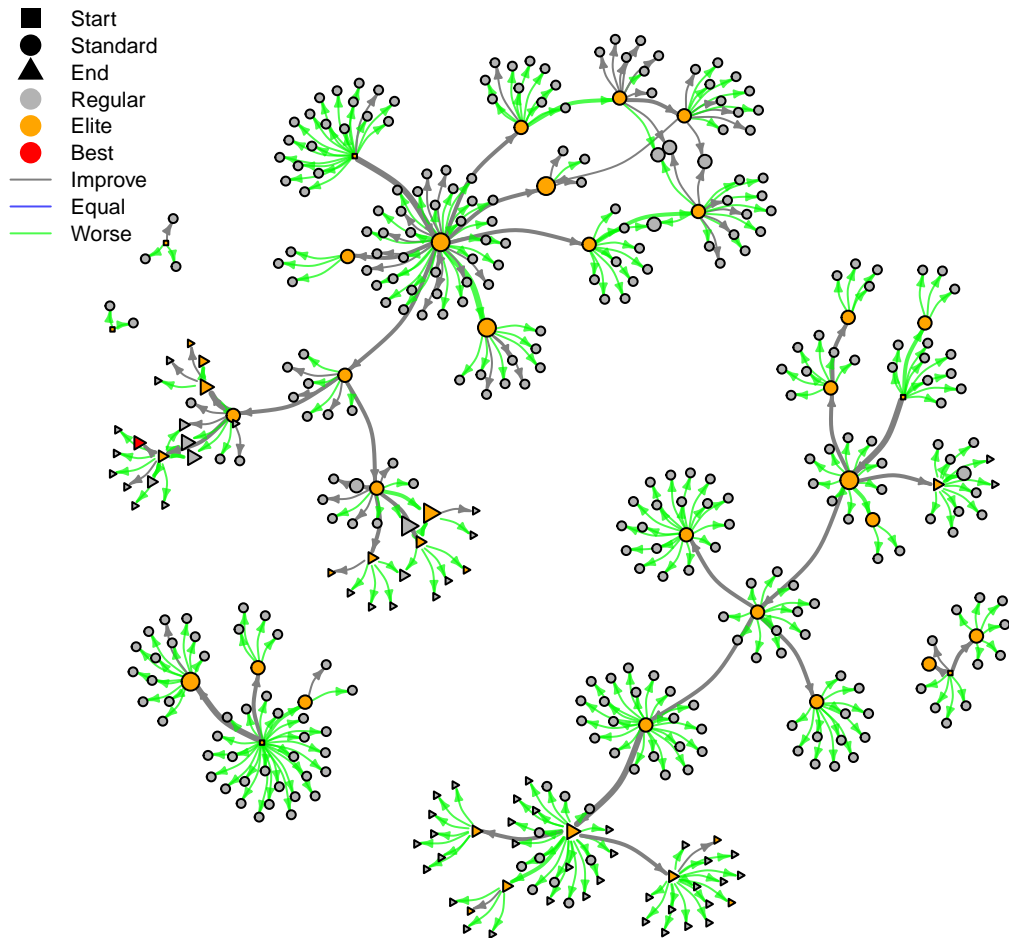 Start
Standard
End
Regular
Elite
Best
Improve
Equal
Worse